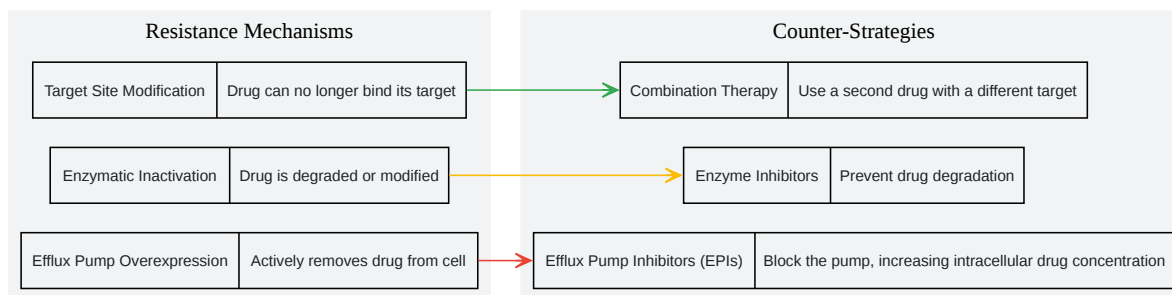 Resistance Mechanisms
Counter-Strategies
Target Site Modification
Drug can no longer bind its target
Combination Therapy
Use a second drug with a different target
Enzymatic Inactivation
Drug is degraded or modified
Enzyme Inhibitors
Prevent drug degradation
Efflux Pump Overexpression
Actively removes drug from cell
Efflux Pump Inhibitors (EPIs)
Block the pump, increasing intracellular drug concentration